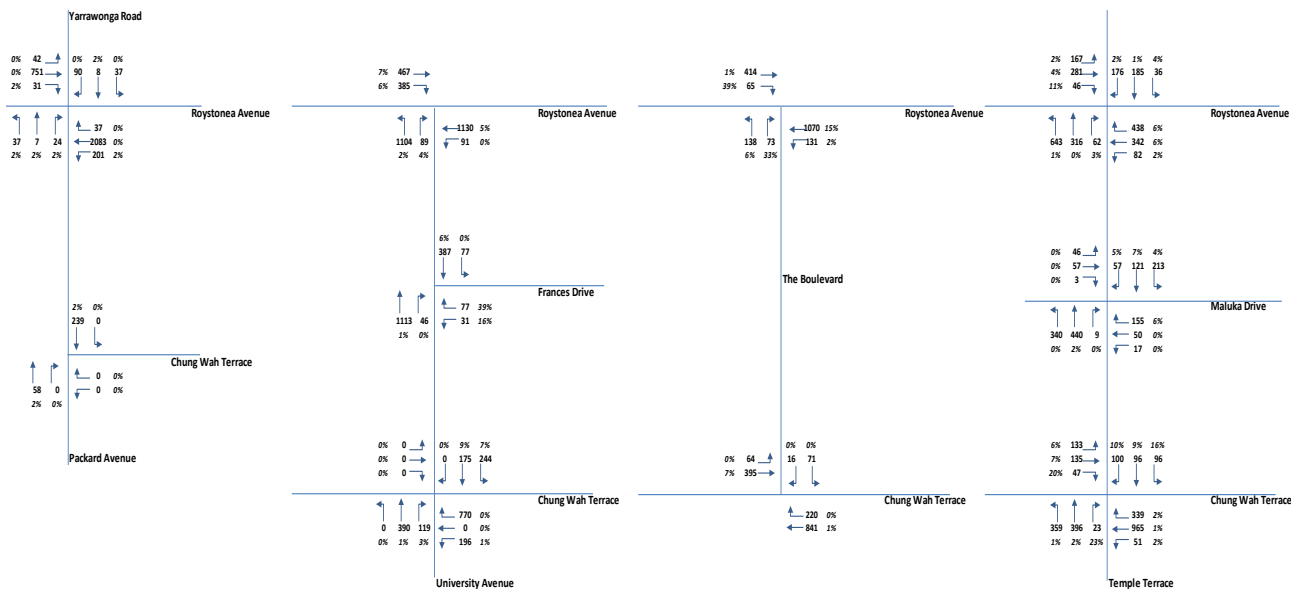 Yarrawonga Road
0% 42 0% 2% 0%
0% 751 90 8 37
2% 31
Roystonea Avenue
37 0%
37 7 24 2083 0%
2% 2% 2% 201 2%
2% 0%
239 0
Chung Wah Terrace
0 0%
58 0 0 0%
2% 0%
Packard Avenue
7% 467
6% 385
Roystonea Avenue
1130 5%
1104 89 91 0%
2% 4%
6% 0%
387 77
Frances Drive
77 39%
1113 46 31 16%
1% 0%
0% 0 0% 9% 7%
0% 0 0 175 244
0% 0
Chung Wah Terrace
770 0%
0 390 119 0 0%
0% 1% 3% 196 1%
University Avenue
1% 414
39% 65
Roystonea Avenue
1070 15%
138 73 131 2%
6% 33%
The Boulevard
0% 0%
0% 64 16 71
7% 395
Chung Wah Terrace
220 0%
841 1%
2% 167 2% 1% 4%
4% 281 176 185 36
11% 46
Roystonea Avenue
438 6%
643 316 62 342 6%
1% 0% 3% 82 2%
0% 46 5% 7% 4%
0% 57 57 121 213
0% 3
Maluka Drive
155 6%
340 440 9 50 0%
0% 2% 0% 17 0%
6% 133 10% 9% 16%
7% 135 100 96 96
20% 47
Chung Wah Terrace
339 2%
359 396 23 965 1%
1% 2% 23% 51 2%
Temple Terrace